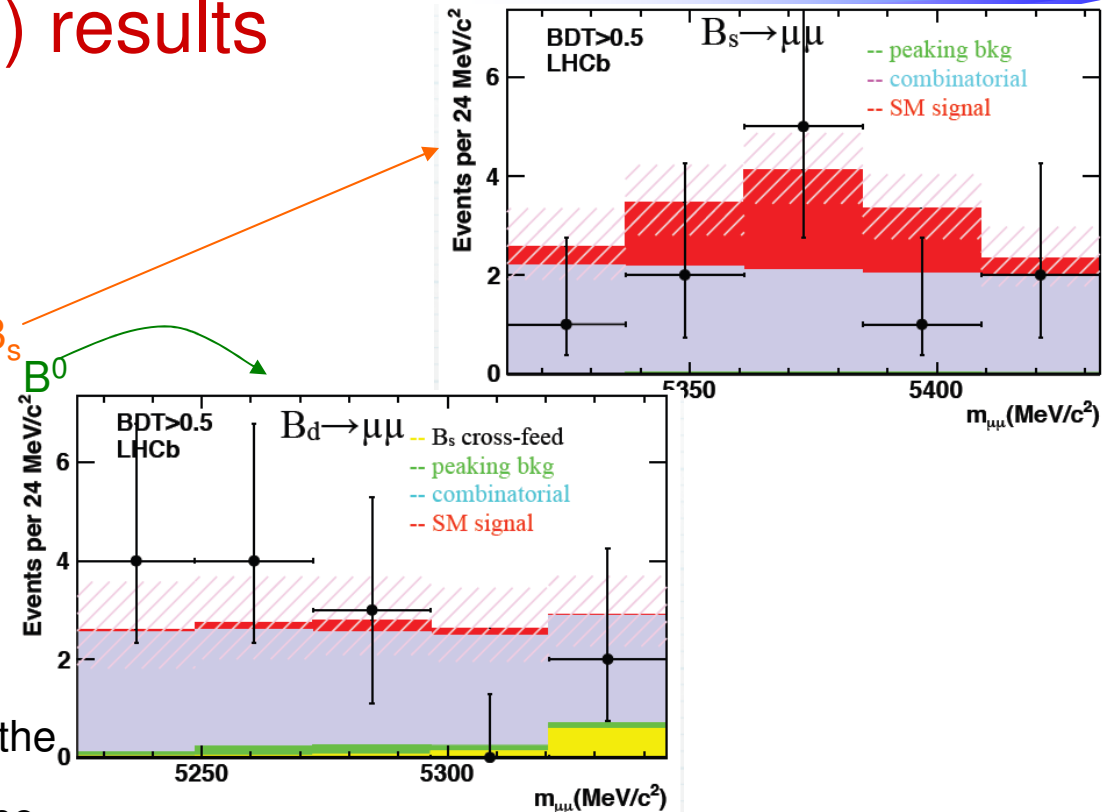 ) results
BDT>0.5
LHCb
Bs→μμ
-- peaking bkg
-- combinatorial
-- SM signal
Events per 24 MeV/c²
6
4
2
0
5350
5400
mμμ(MeV/c²)
s
B⁰
BDT>0.5
LHCb
Bd→μμ
-- Bs cross-feed
-- peaking bkg
-- combinatorial
-- SM signal
Events per 24 MeV/c²
6
4
2
0
5250
5300
mμμ(MeV/c²)
the